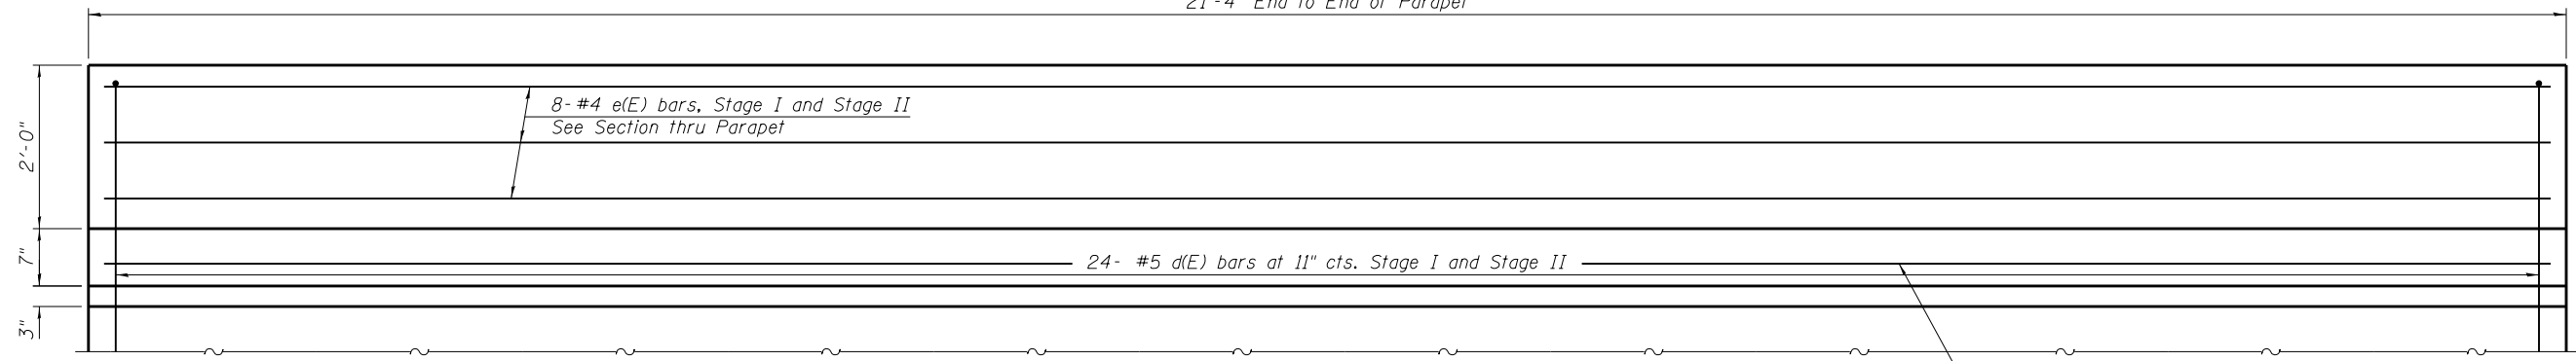 21'-4" End to End of Parapet
8-#4 e(E) bars, Stage I and Stage II
See Section thru Parapet
2'-0"
7"
24- #5 d(E) bars at 11" cts. Stage I and Stage II
3"